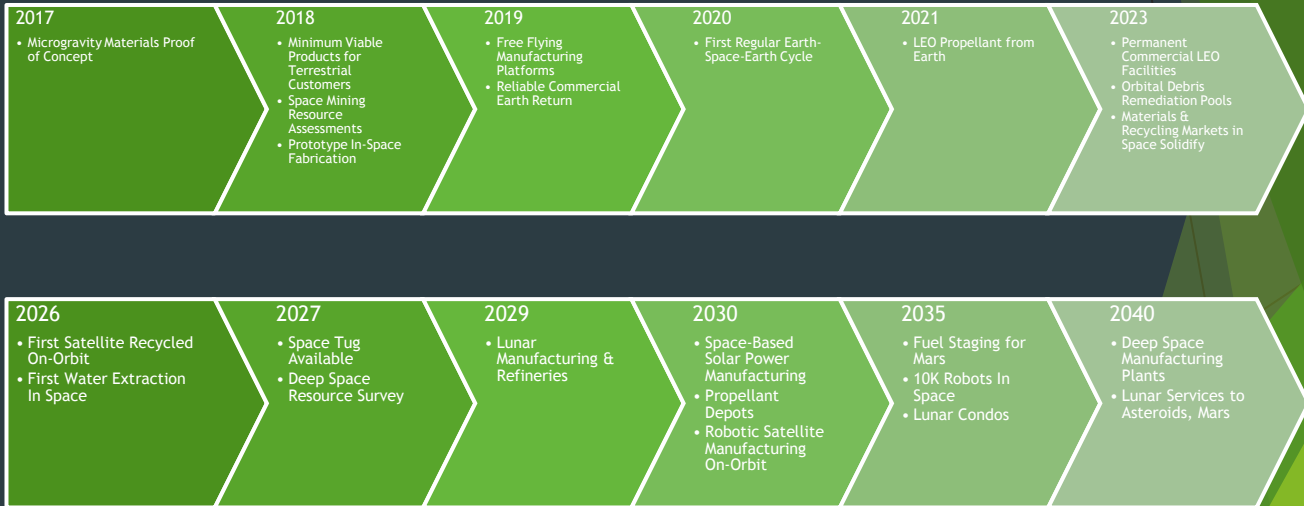 2017
• Microgravity Materials Proof
of Concept
2018
• Minimum Viable
Products for
Terrestrial
Customers
• Space Mining
Resource
Assessments
• Prototype In-Space
Fabrication
2019
• Free Flying
Manufacturing
Platforms
• Reliable Commercial
Earth Return
2020
• First Regular Earth-
Space-Earth Cycle
2021
• LEO Propellant from
Earth
2023
• Permanent
Commercial LEO
Facilities
• Orbital Debris
Remediation Pools
• Materials &
Recycling Markets in
Space Solidify
2026
• First Satellite Recycled
On-Orbit
• First Water Extraction
In Space
2027
• Space Tug
Available
• Deep Space
Resource Survey
2029
• Lunar
Manufacturing &
Refineries
2030
• Space-Based
Solar Power
Manufacturing
• Propellant
Depots
• Robotic Satellite
Manufacturing
On-Orbit
2035
• Fuel Staging for
Mars
• 10K Robots In
Space
• Lunar Condos
2040
• Deep Space
Manufacturing
Plants
• Lunar Services to
Asteroids, Mars